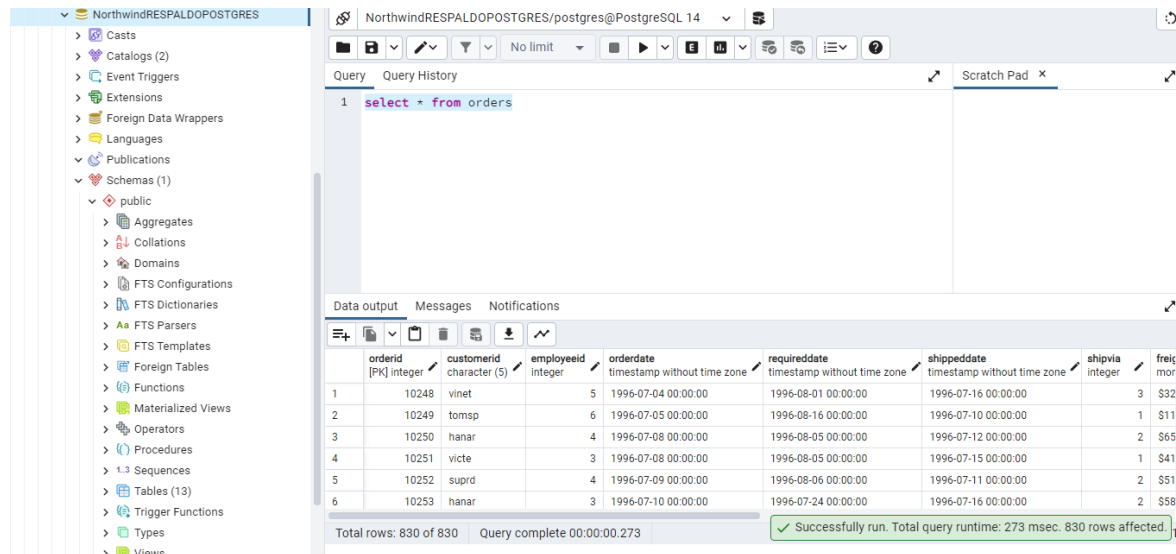 NorthwindRESPALDOPOSTGRES
Casts
Catalogs (2)
Event Triggers
Extensions
Foreign Data Wrappers
Languages
Publications
Schemas (1)
public
Aggregates
Collations
Domains
FTS Configurations
FTS Dictionaries
Aa FTS Parsers
FTS Templates
Foreign Tables
Functions
Materialized Views
Operators
Procedures
1..3 Sequences
Tables (13)
Trigger Functions
Types
Views
NorthwindRESPALDOPOSTGRES/postgres@PostgreSQL 14
No limit
E
Query Query History
Scratch Pad ×
1 select * from orders
Data output Messages Notifications
orderid customerid employeeid orderdate requireddate shippeddate shipvia freig
[PK] integer character (5) integer timestamp without time zone timestamp without time zone timestamp without time zone integer mor
1 10248 vinet 5 1996-07-04 00:00:00 1996-08-01 00:00:00 1996-07-16 00:00:00 3 $32
2 10249 tomsp 6 1996-07-05 00:00:00 1996-08-16 00:00:00 1996-07-10 00:00:00 1 $11
3 10250 hanar 4 1996-07-08 00:00:00 1996-08-05 00:00:00 1996-07-12 00:00:00 2 $65
4 10251 victe 3 1996-07-08 00:00:00 1996-08-05 00:00:00 1996-07-15 00:00:00 1 $41
5 10252 suprd 4 1996-07-09 00:00:00 1996-08-06 00:00:00 1996-07-11 00:00:00 2 $51
6 10253 hanar 3 1996-07-10 00:00:00 1996-07-24 00:00:00 1996-07-16 00:00:00 2 $58
Total rows: 830 of 830 Query complete 00:00:00.273
Successfully run. Total query runtime: 273 msec. 830 rows affected.